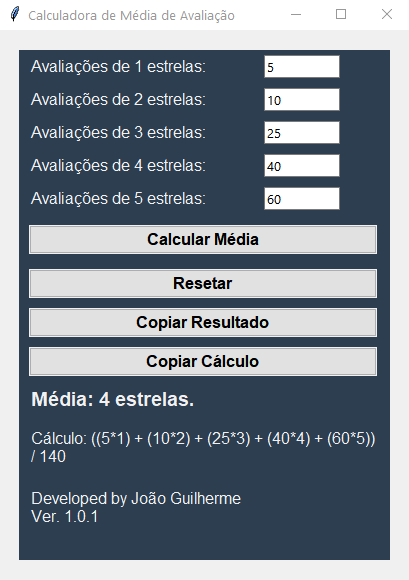 Calculadora de Média de Avaliação
Avaliações de 1 estrelas: 5
Avaliações de 2 estrelas: 10
Avaliações de 3 estrelas: 25
Avaliações de 4 estrelas: 40
Avaliações de 5 estrelas: 60
Calcular Média
Resetar
Copiar Resultado
Copiar Cálculo
Média: 4 estrelas.
Cálculo: ((5*1) + (10*2) + (25*3) + (40*4) + (60*5))
/ 140
Developed by João Guilherme
Ver. 1.0.1